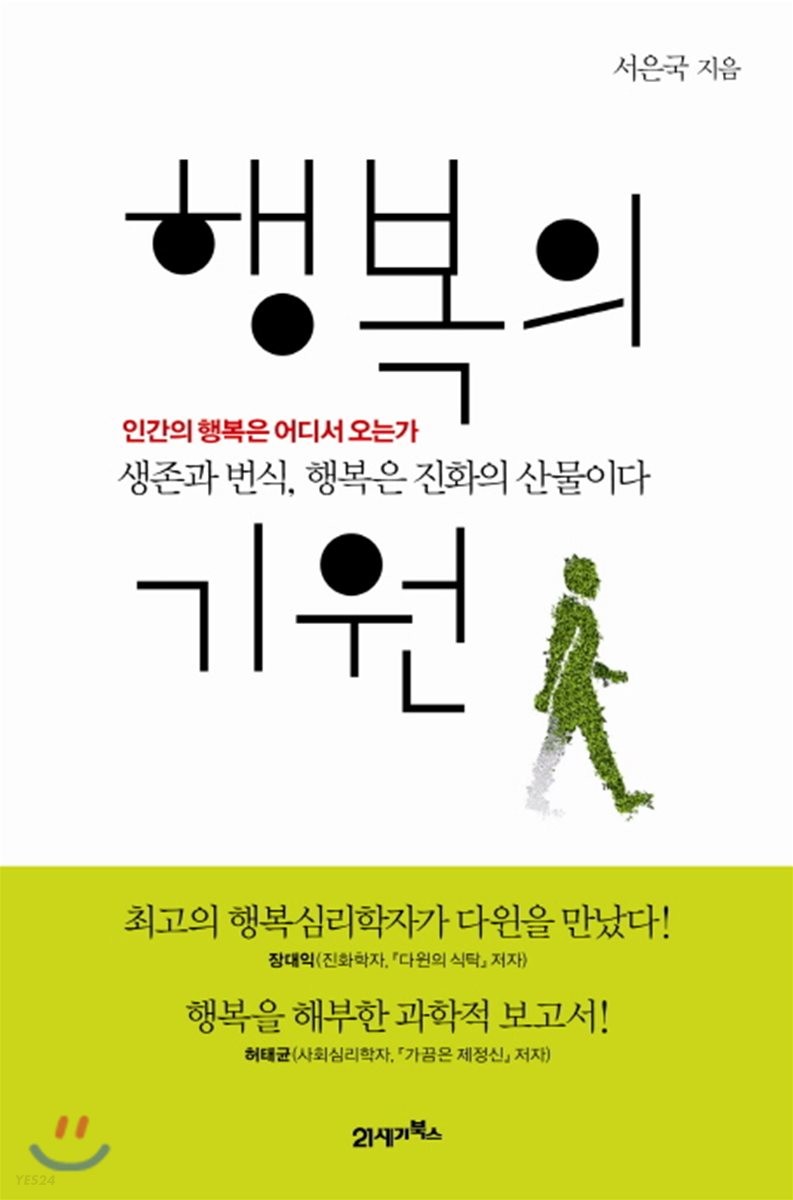 서은국 지음
행복의
인간의 행복은 어디서 오는가
생존과 번식, 행복은 진화의 산물이다
기원
최고의 행복심리학자가 다윈을 만났다!
장대익(진화학자, 『다윈의 식탁』 저자)
행복을 해부한 과학적 보고서!
허태균(사회심리학자, 『가끔은 제정신』 저자)
21세기북스
YES24